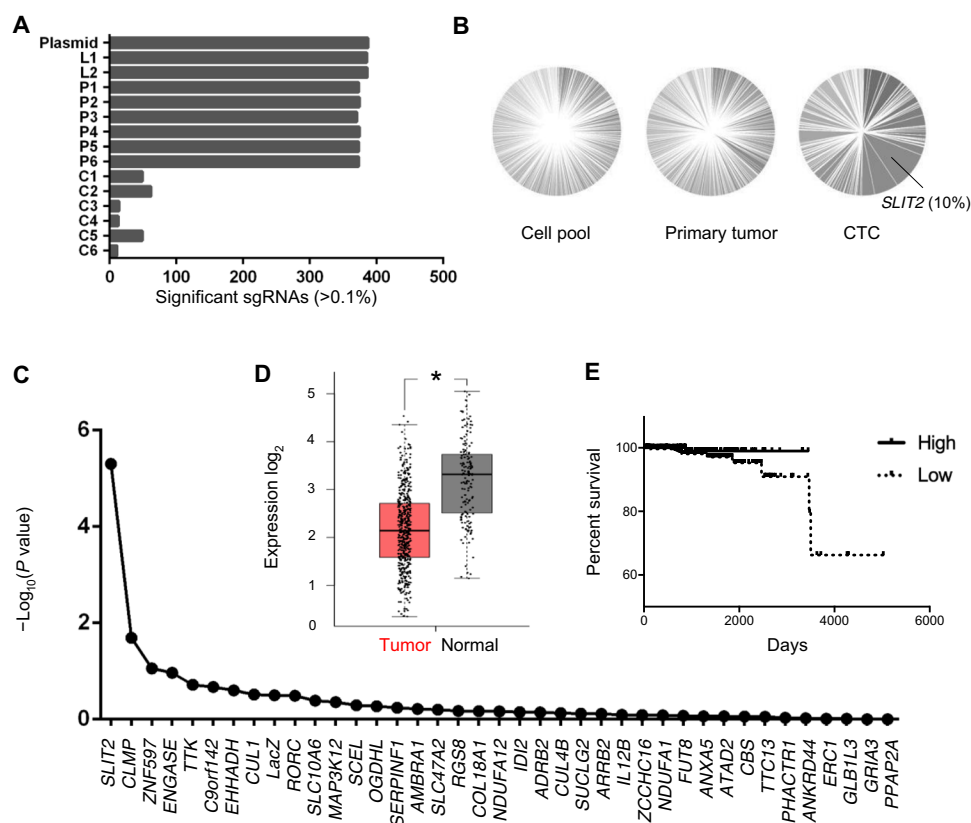 A
Plasmid
L1
L2
P1
P2
P3
P4
P5
P6
C1
C2
C3
C4
C5
C6
0 100 200 300 400 500
Significant sgRNAs (>0.1%)
B
SLIT2 (10%)
Cell pool Primary tumor CTC
C
−Log10(P value)
6
4
2
0
SLIT2
CLMP
ZNF597
ENGASE
TTK
C9orf142
EHHADH
CUL1
LacZ
RORC
SLC10A6
MAP3K12
SCEL
OGDHL
SERPINF1
AMBRA1
SLC47A2
RGS8
COL18A1
NDUFA12
IDI2
ADRB2
CUL4B
SUCLG2
ARRB2
IL12B
ZCCHC16
NDUFA1
FUT8
ANXA5
ATAD2
CBS
TTC13
PHACTR1
ANKRD44
ERC1
GLB1L3
GRIA3
PPAP2A
D
*
Expression log2
5
4
3
2
1
0
Tumor Normal
E
Percent survival
100
80
60
0 2000 4000 6000
Days
High
Low